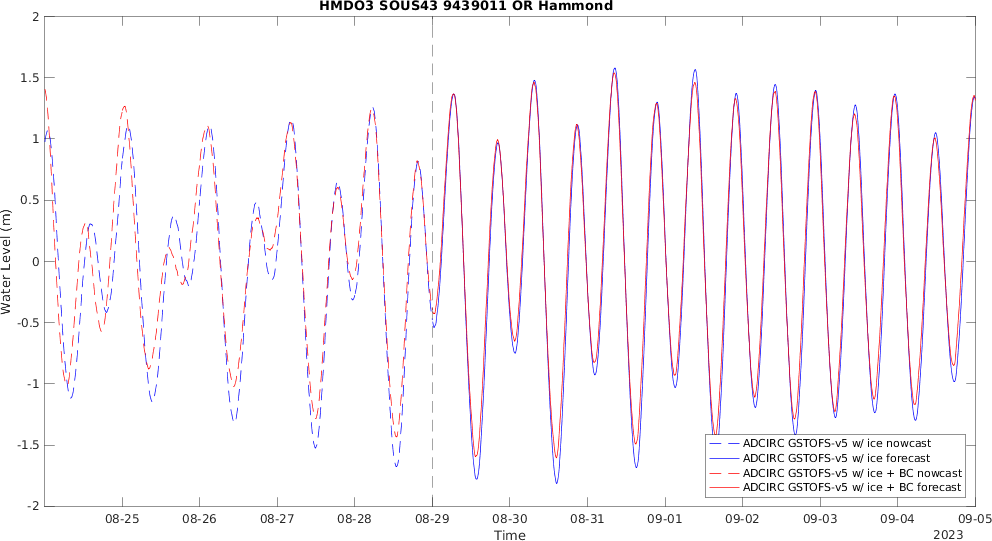 HMDO3 SOUS43 9439011 OR Hammond
2
1.5
1
0.5
0
-0.5
-1
-1.5
-2
Water Level (m)
ADCIRC GSTOFS-v5 w/ ice nowcast
ADCIRC GSTOFS-v5 w/ ice forecast
ADCIRC GSTOFS-v5 w/ ice + BC nowcast
ADCIRC GSTOFS-v5 w/ ice + BC forecast
08-25 08-26 08-27 08-28 08-29 08-30 08-31 09-01 09-02 09-03 09-04 09-05
Time
2023